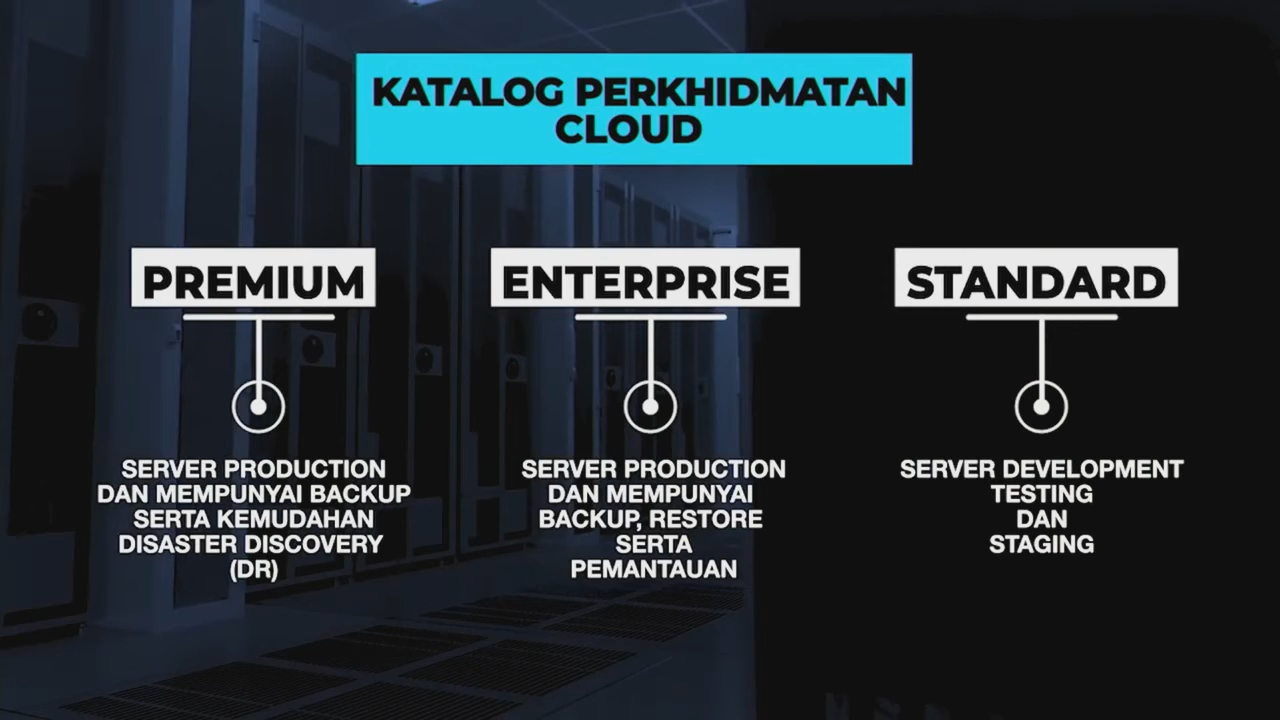 KATALOG PERKHIDMATAN
CLOUD
PREMIUM
SERVER PRODUCTION
DAN MEMPUNYAI BACKUP
SERTA KEMUDAHAN
DISASTER DISCOVERY
(DR)
ENTERPRISE
SERVER PRODUCTION
DAN MEMPUNYAI
BACKUP, RESTORE
SERTA
PEMANTAUAN
STANDARD
SERVER DEVELOPMENT
TESTING
DAN
STAGING